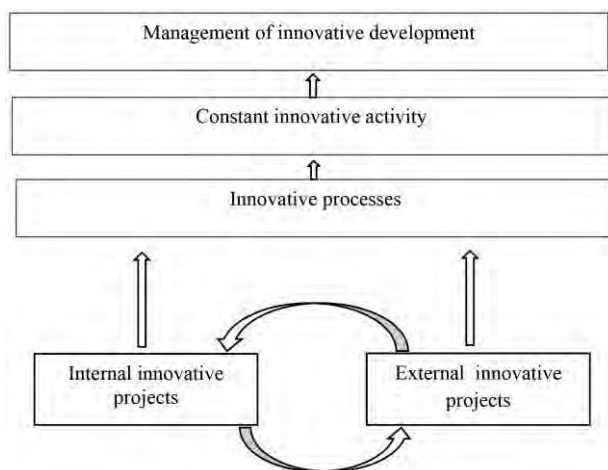 Management of innovative development
Constant innovative activity
Innovative processes
Internal innovative
projects
External innovative
projects